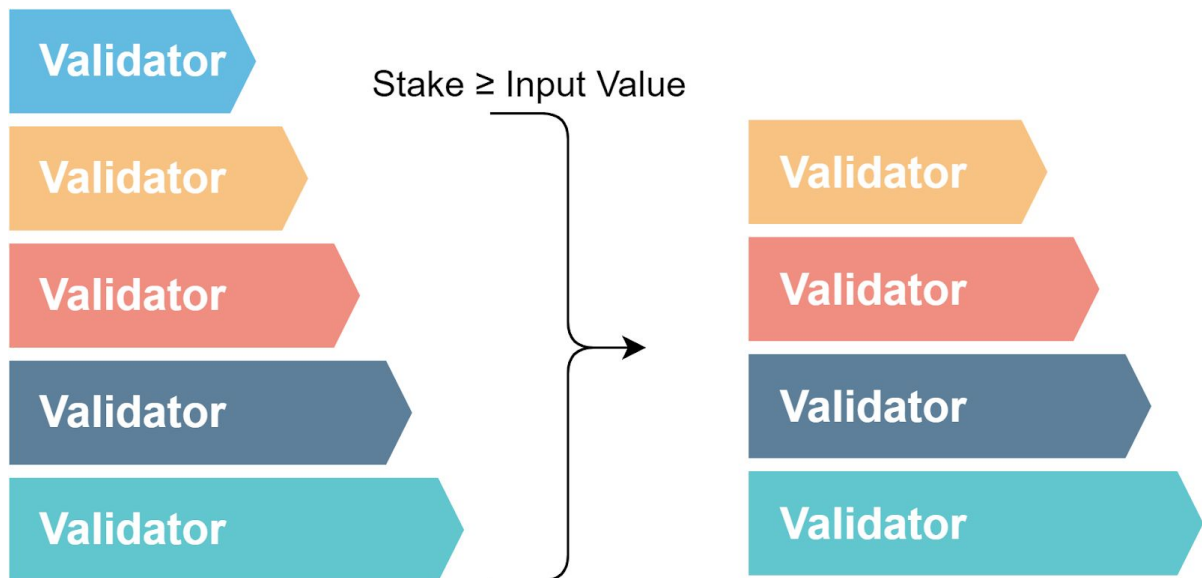 Validator
Validator
Validator
Validator
Validator
Stake ≥ Input Value
Validator
Validator
Validator
Validator